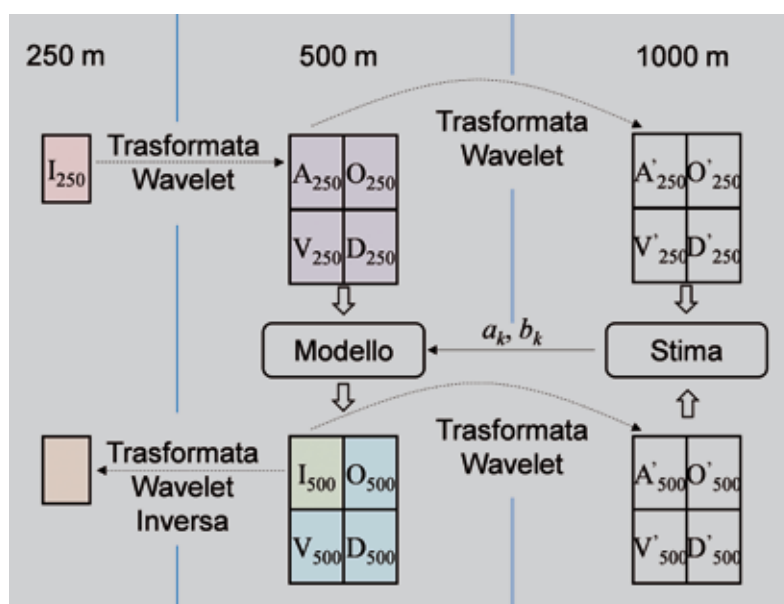 250 m
500 m
1000 m
I250
Trasformata
Wavelet
A250 O250
V250 D250
Trasformata
Wavelet
A'250 O'250
V'250 D'250
Modello
ak, bk
Stima
Trasformata
Wavelet
Inversa
I500 O500
V500 D500
Trasformata
Wavelet
A'500 O'500
V'500 D'500